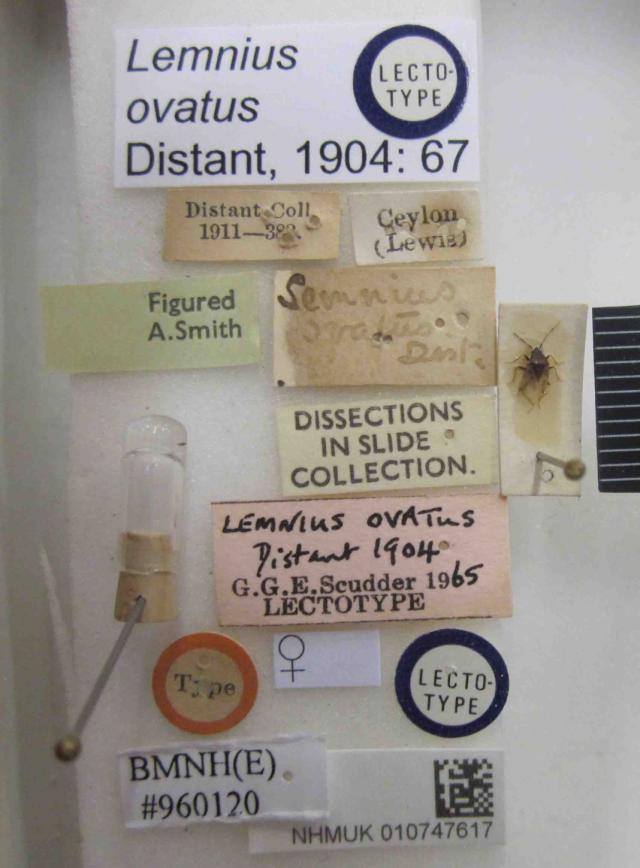 Lemnius
ovatus
Distant, 1904: 67
LECTO-
TYPE
Distant Coll.
1911—383.
Ceylon
(Lewis)
Figured
A.Smith
Lemnius
ovatus
Dist.
DISSECTIONS
IN SLIDE
COLLECTION.
LEMNIUS OVATUS
Distant 1904
G.G.E.Scudder 1965
LECTOTYPE
Type
♀
LECTO-
TYPE
BMNH(E)
#960120
NHMUK 010747617